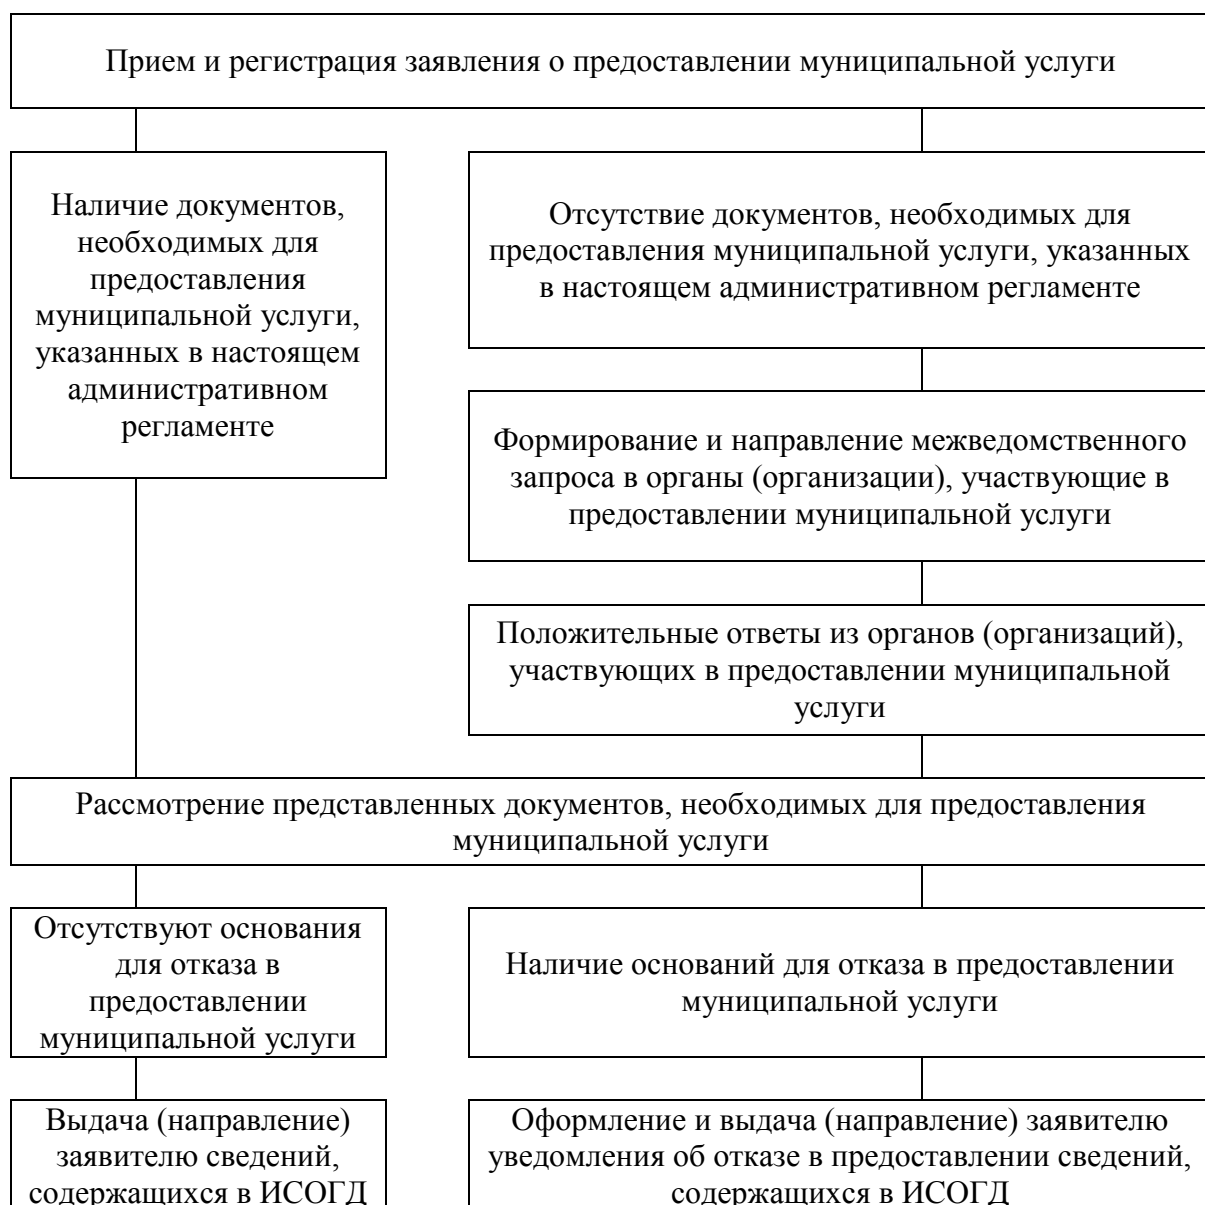 Прием и регистрация заявления о предоставлении муниципальной услуги
Наличие документов,
необходимых для
предоставления
муниципальной услуги,
указанных в настоящем
административном
регламенте
Отсутствие документов, необходимых для
предоставления муниципальной услуги, указанных
в настоящем административном регламенте
Формирование и направление межведомственного
запроса в органы (организации), участвующие в
предоставлении муниципальной услуги
Положительные ответы из органов (организаций),
участвующих в предоставлении муниципальной
услуги
Рассмотрение представленных документов, необходимых для предоставления
муниципальной услуги
Отсутствуют основания
для отказа в
предоставлении
муниципальной услуги
Наличие оснований для отказа в предоставлении
муниципальной услуги
Выдача (направление)
заявителю сведений,
содержащихся в ИСОГД
Оформление и выдача (направление) заявителю
уведомления об отказе в предоставлении сведений,
содержащихся в ИСОГД